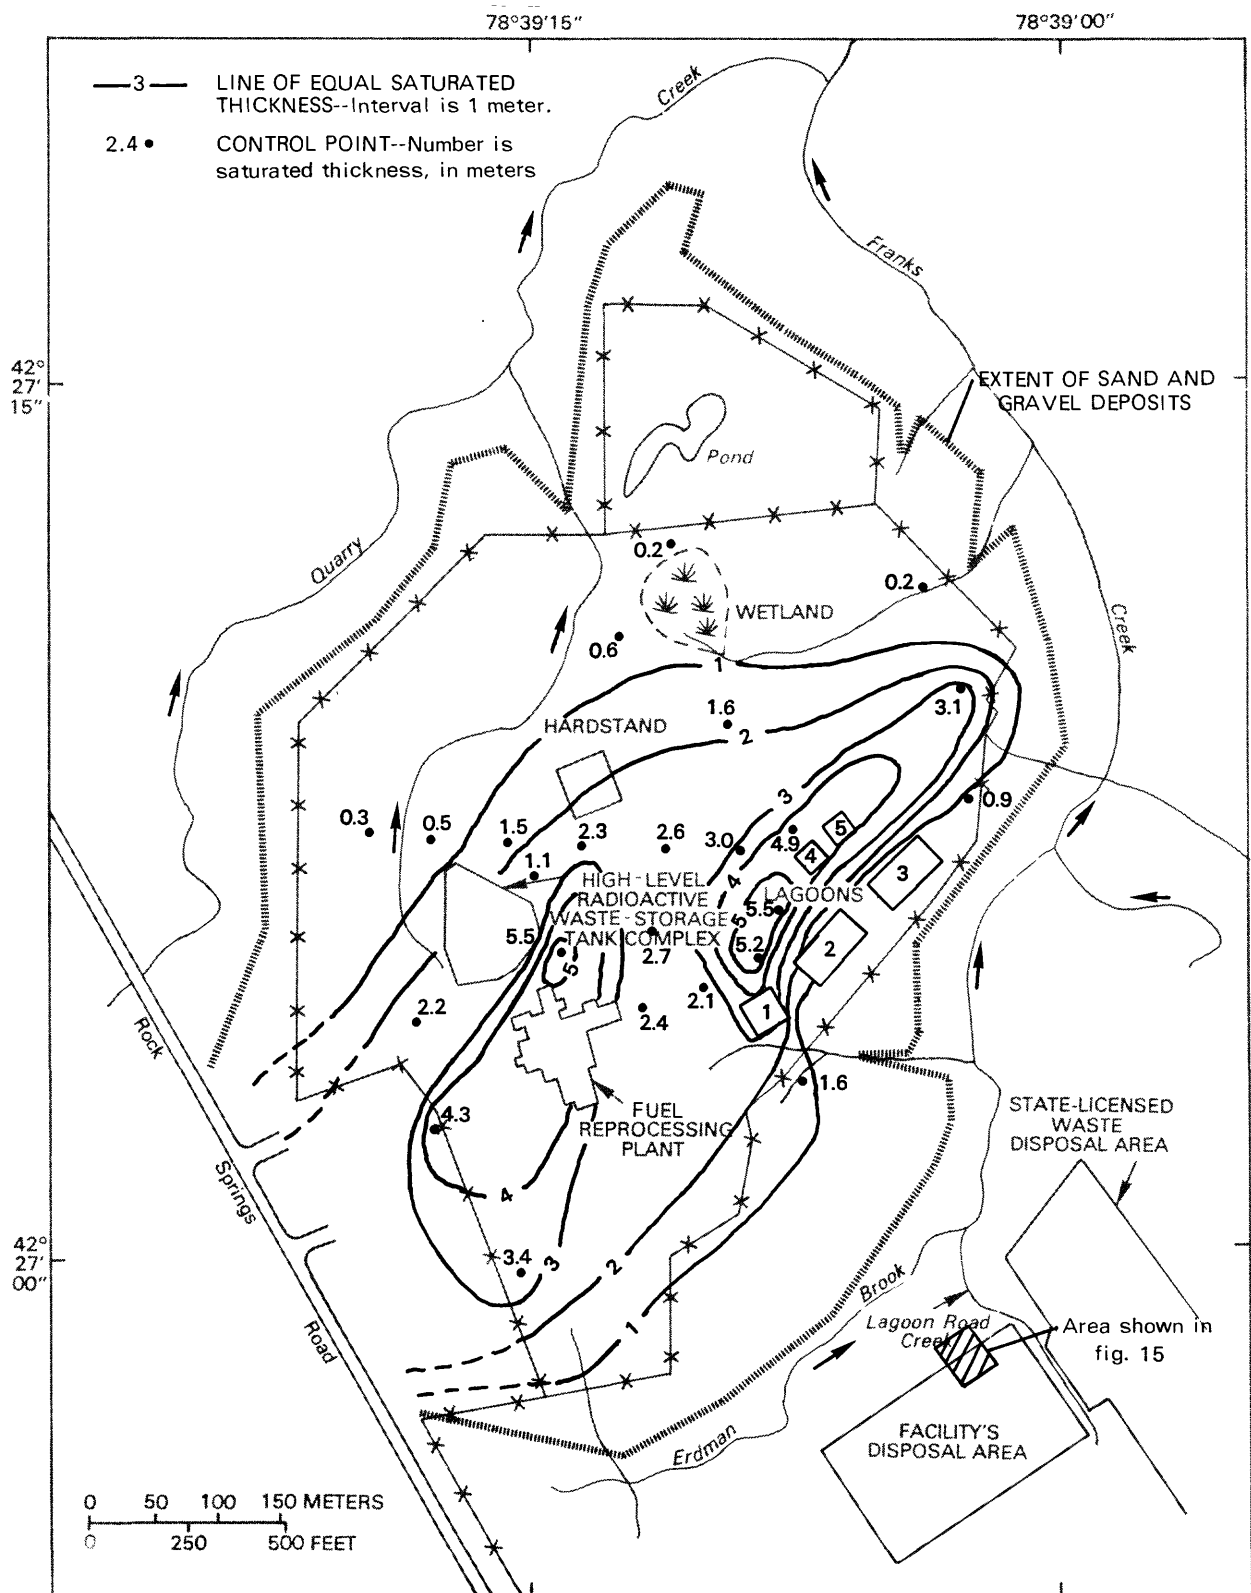 78°39′15″
78°39′00″
3
LINE OF EQUAL SATURATED
THICKNESS--Interval is 1 meter.
2.4
CONTROL POINT--Number is
saturated thickness, in meters
Creek
Franks
42°
27′
15″
EXTENT OF SAND AND
GRAVEL DEPOSITS
Pond
Quarry
0.2
0.2
WETLAND
Creek
0.6
1
3.1
1.6
HARDSTAND
2
3
0.9
0.3
0.5
1.5
2.3
2.6
3.0
4.9
5
4
3
1.1
4
HIGH-LEVEL
RADIOACTIVE
WASTE-STORAGE
TANK COMPLEX
LAGOONS
5.5
5
5.5
5.2
2
5
2.7
2.1
2.4
1
2.2
Rock
1.6
4.3
FUEL
REPROCESSING
PLANT
STATE-LICENSED
WASTE
DISPOSAL AREA
Springs
4
42°
27′
00″
3.4
3
2
1
Brook
Road
Lagoon Road
Creek
Area shown in
fig. 15
FACILITY'S
DISPOSAL AREA
Erdman
0 50 100 150 METERS
0 250 500 FEET